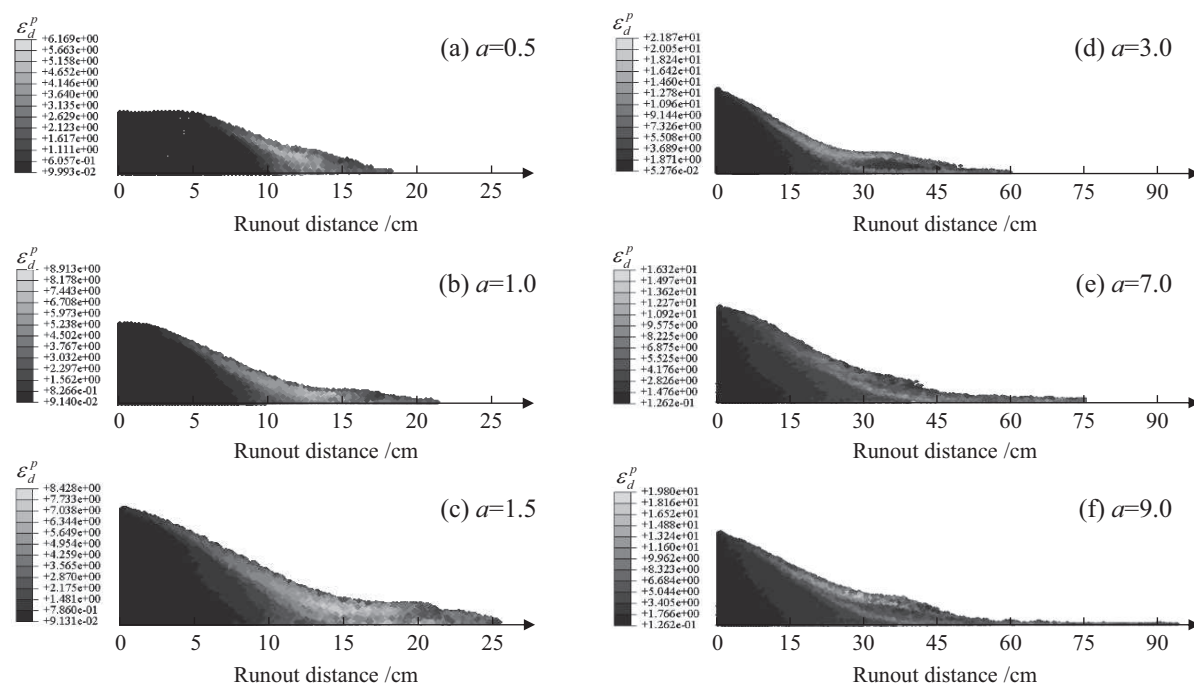 ε_d^p
+6.169e+00
+5.663e+00
+5.158e+00
+4.652e+00
+4.146e+00
+3.640e+00
+3.135e+00
+2.629e+00
+2.123e+00
+1.617e+00
+1.111e+00
+6.057e-01
+9.993e-02
(a) a=0.5
0 5 10 15 20 25
Runout distance /cm
ε_d^p
+8.913e+00
+8.178e+00
+7.443e+00
+6.708e+00
+5.973e+00
+5.238e+00
+4.502e+00
+3.767e+00
+3.032e+00
+2.297e+00
+1.562e+00
+8.266e-01
+9.140e-02
(b) a=1.0
0 5 10 15 20 25
Runout distance /cm
ε_d^p
+8.428e+00
+7.733e+00
+7.038e+00
+6.344e+00
+5.649e+00
+4.954e+00
+4.259e+00
+3.565e+00
+2.870e+00
+2.175e+00
+1.481e+00
+7.860e-01
+9.131e-02
(c) a=1.5
0 5 10 15 20 25
Runout distance /cm
ε_d^p
+2.187e+01
+2.005e+01
+1.824e+01
+1.642e+01
+1.460e+01
+1.278e+01
+1.096e+01
+9.144e+00
+7.326e+00
+5.508e+00
+3.689e+00
+1.871e+00
+5.276e-02
(d) a=3.0
0 15 30 45 60 75 90
Runout distance /cm
ε_d^p
+1.632e+01
+1.497e+01
+1.362e+01
+1.227e+01
+1.092e+01
+9.575e+00
+8.225e+00
+6.875e+00
+5.525e+00
+4.176e+00
+2.826e+00
+1.476e+00
+1.262e-01
(e) a=7.0
0 15 30 45 60 75 90
Runout distance /cm
ε_d^p
+1.980e+01
+1.816e+01
+1.652e+01
+1.488e+01
+1.324e+01
+1.160e+01
+9.962e+00
+8.323e+00
+6.684e+00
+5.044e+00
+3.405e+00
+1.766e+00
+1.262e-01
(f) a=9.0
0 15 30 45 60 75 90
Runout distance /cm